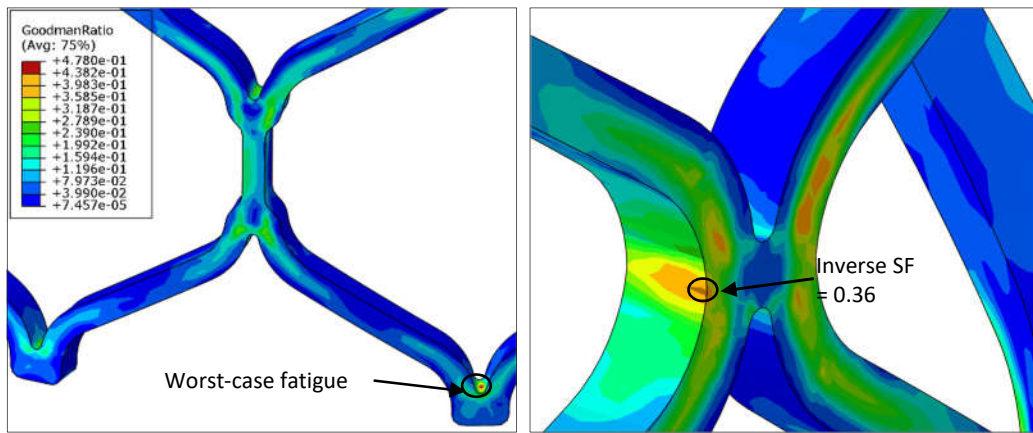 GoodmanRatio
(Avg: 75%)
+4.780e-01
+4.382e-01
+3.983e-01
+3.585e-01
+3.187e-01
+2.789e-01
+2.390e-01
+1.992e-01
+1.594e-01
+1.196e-01
+7.973e-02
+3.990e-02
+7.457e-05
Worst-case fatigue
Inverse SF
= 0.36